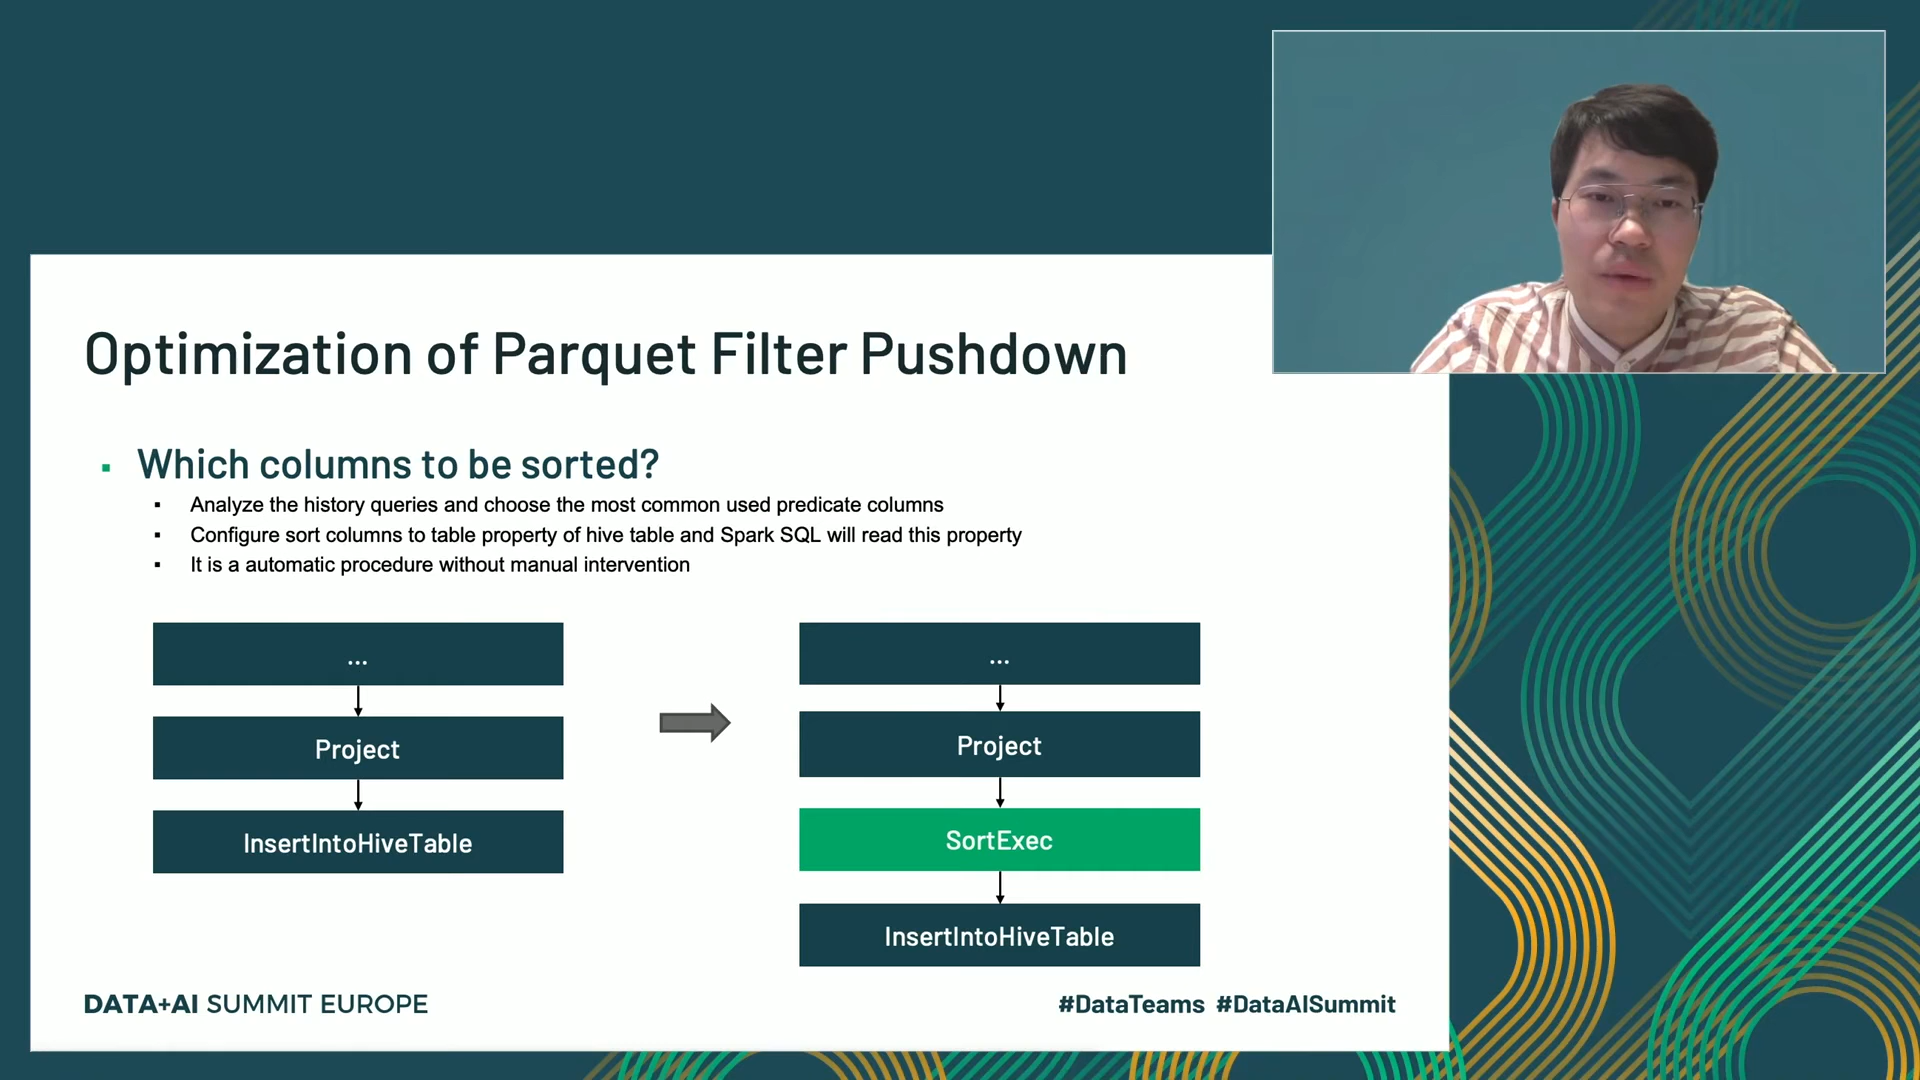 Optimization of Parquet Filter Pushdown
Which columns to be sorted?
Analyze the history queries and choose the most common used predicate columns
Configure sort columns to table property of hive table and Spark SQL will read this property
It is a automatic procedure without manual intervention
...
Project
InsertIntoHiveTable
...
Project
SortExec
InsertIntoHiveTable
DATA+AI SUMMIT EUROPE
#DataTeams #DataAISummit